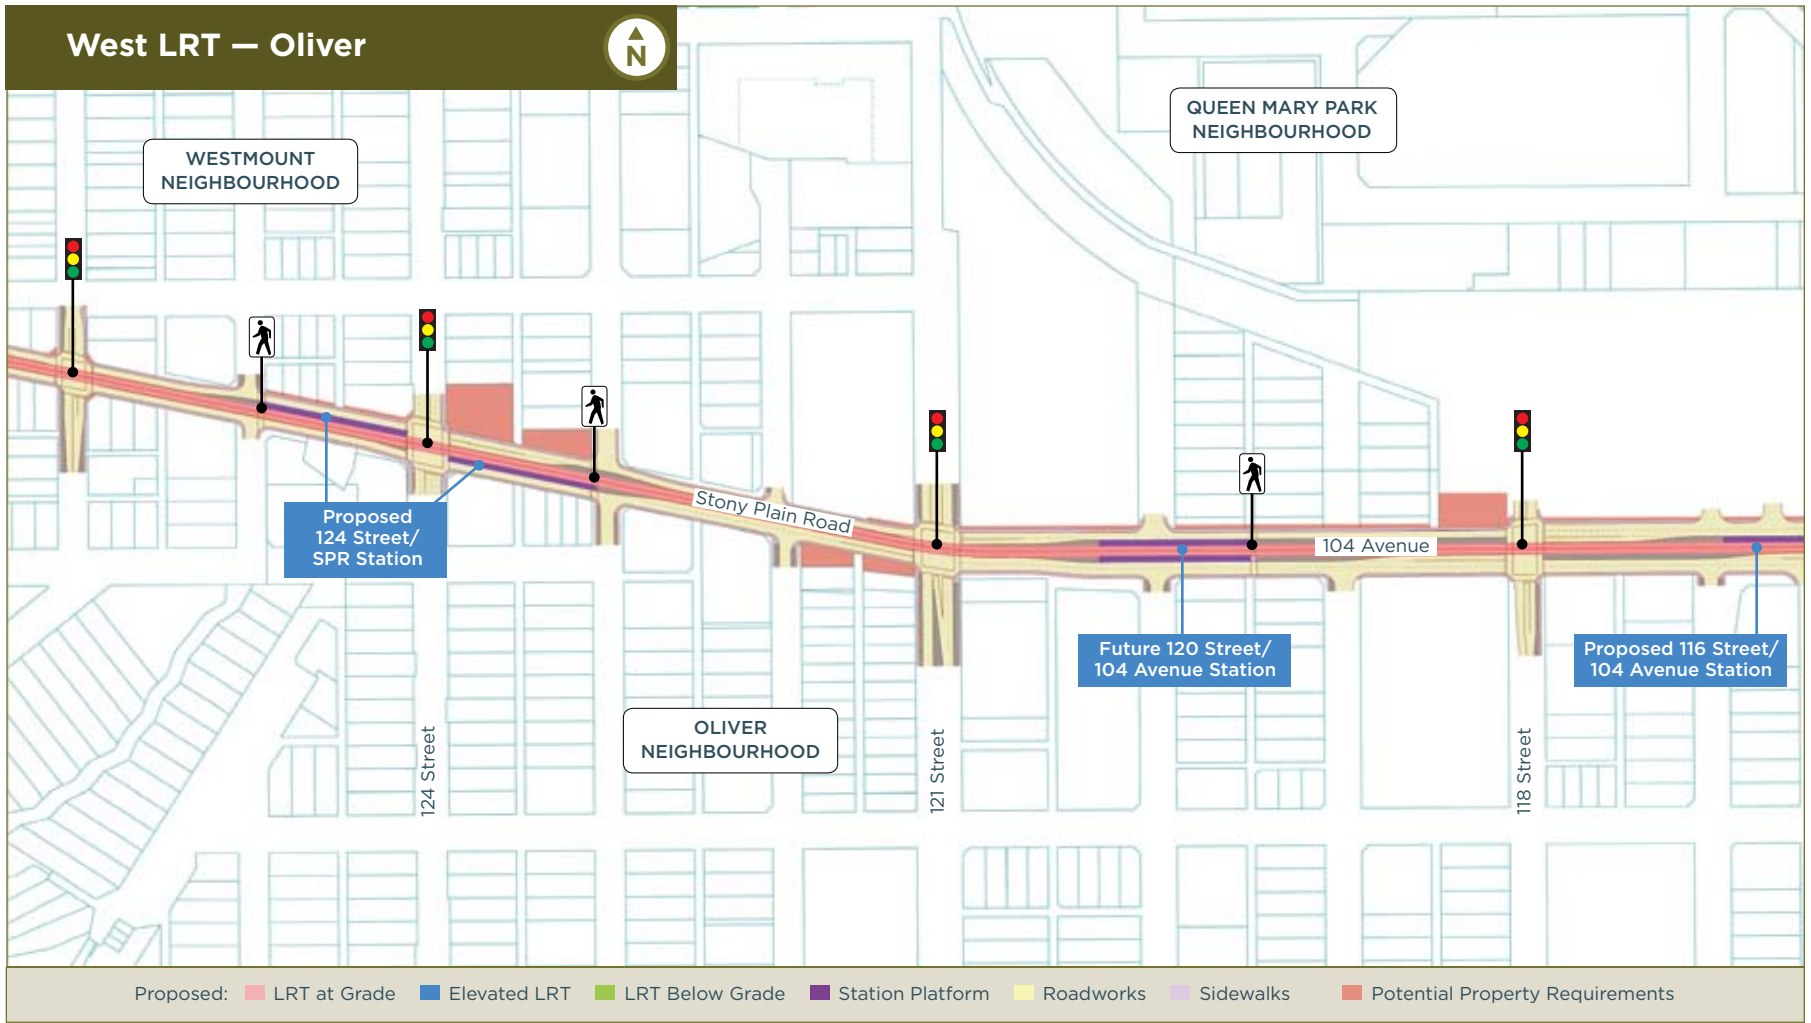 West LRT — Oliver
N
QUEEN MARY PARK
NEIGHBOURHOOD
WESTMOUNT
NEIGHBOURHOOD
Stony Plain Road
104 Avenue
Proposed
124 Street/
SPR Station
Future 120 Street/
104 Avenue Station
Proposed 116 Street/
104 Avenue Station
OLIVER
NEIGHBOURHOOD
124 Street
121 Street
118 Street
Proposed: LRT at Grade Elevated LRT LRT Below Grade Station Platform Roadworks Sidewalks Potential Property Requirements